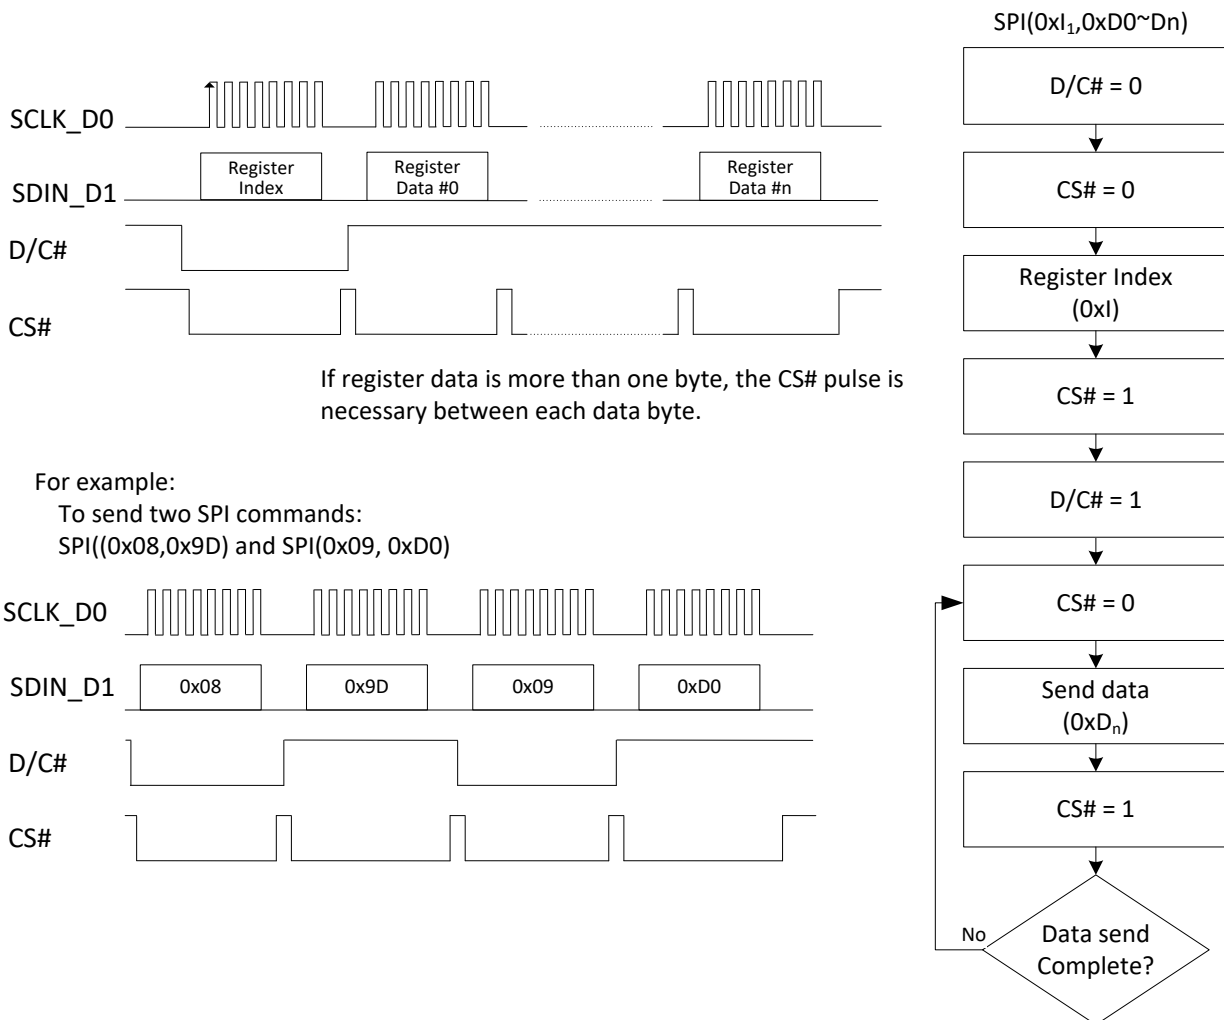 SCLK_D0
Register
Index
Register
Data #0
Register
Data #n
SDIN_D1
D/C#
CS#
If register data is more than one byte, the CS# pulse is
necessary between each data byte.
For example:
To send two SPI commands:
SPI((0x08,0x9D) and SPI(0x09, 0xD0)
SCLK_D0
SDIN_D1
0x08
0x9D
0x09
0xD0
D/C#
CS#
SPI(0xI₁,0xD0~Dn)
D/C# = 0
CS# = 0
Register Index
(0xI)
CS# = 1
D/C# = 1
CS# = 0
Send data
(0xDₙ)
CS# = 1
No
Data send
Complete?